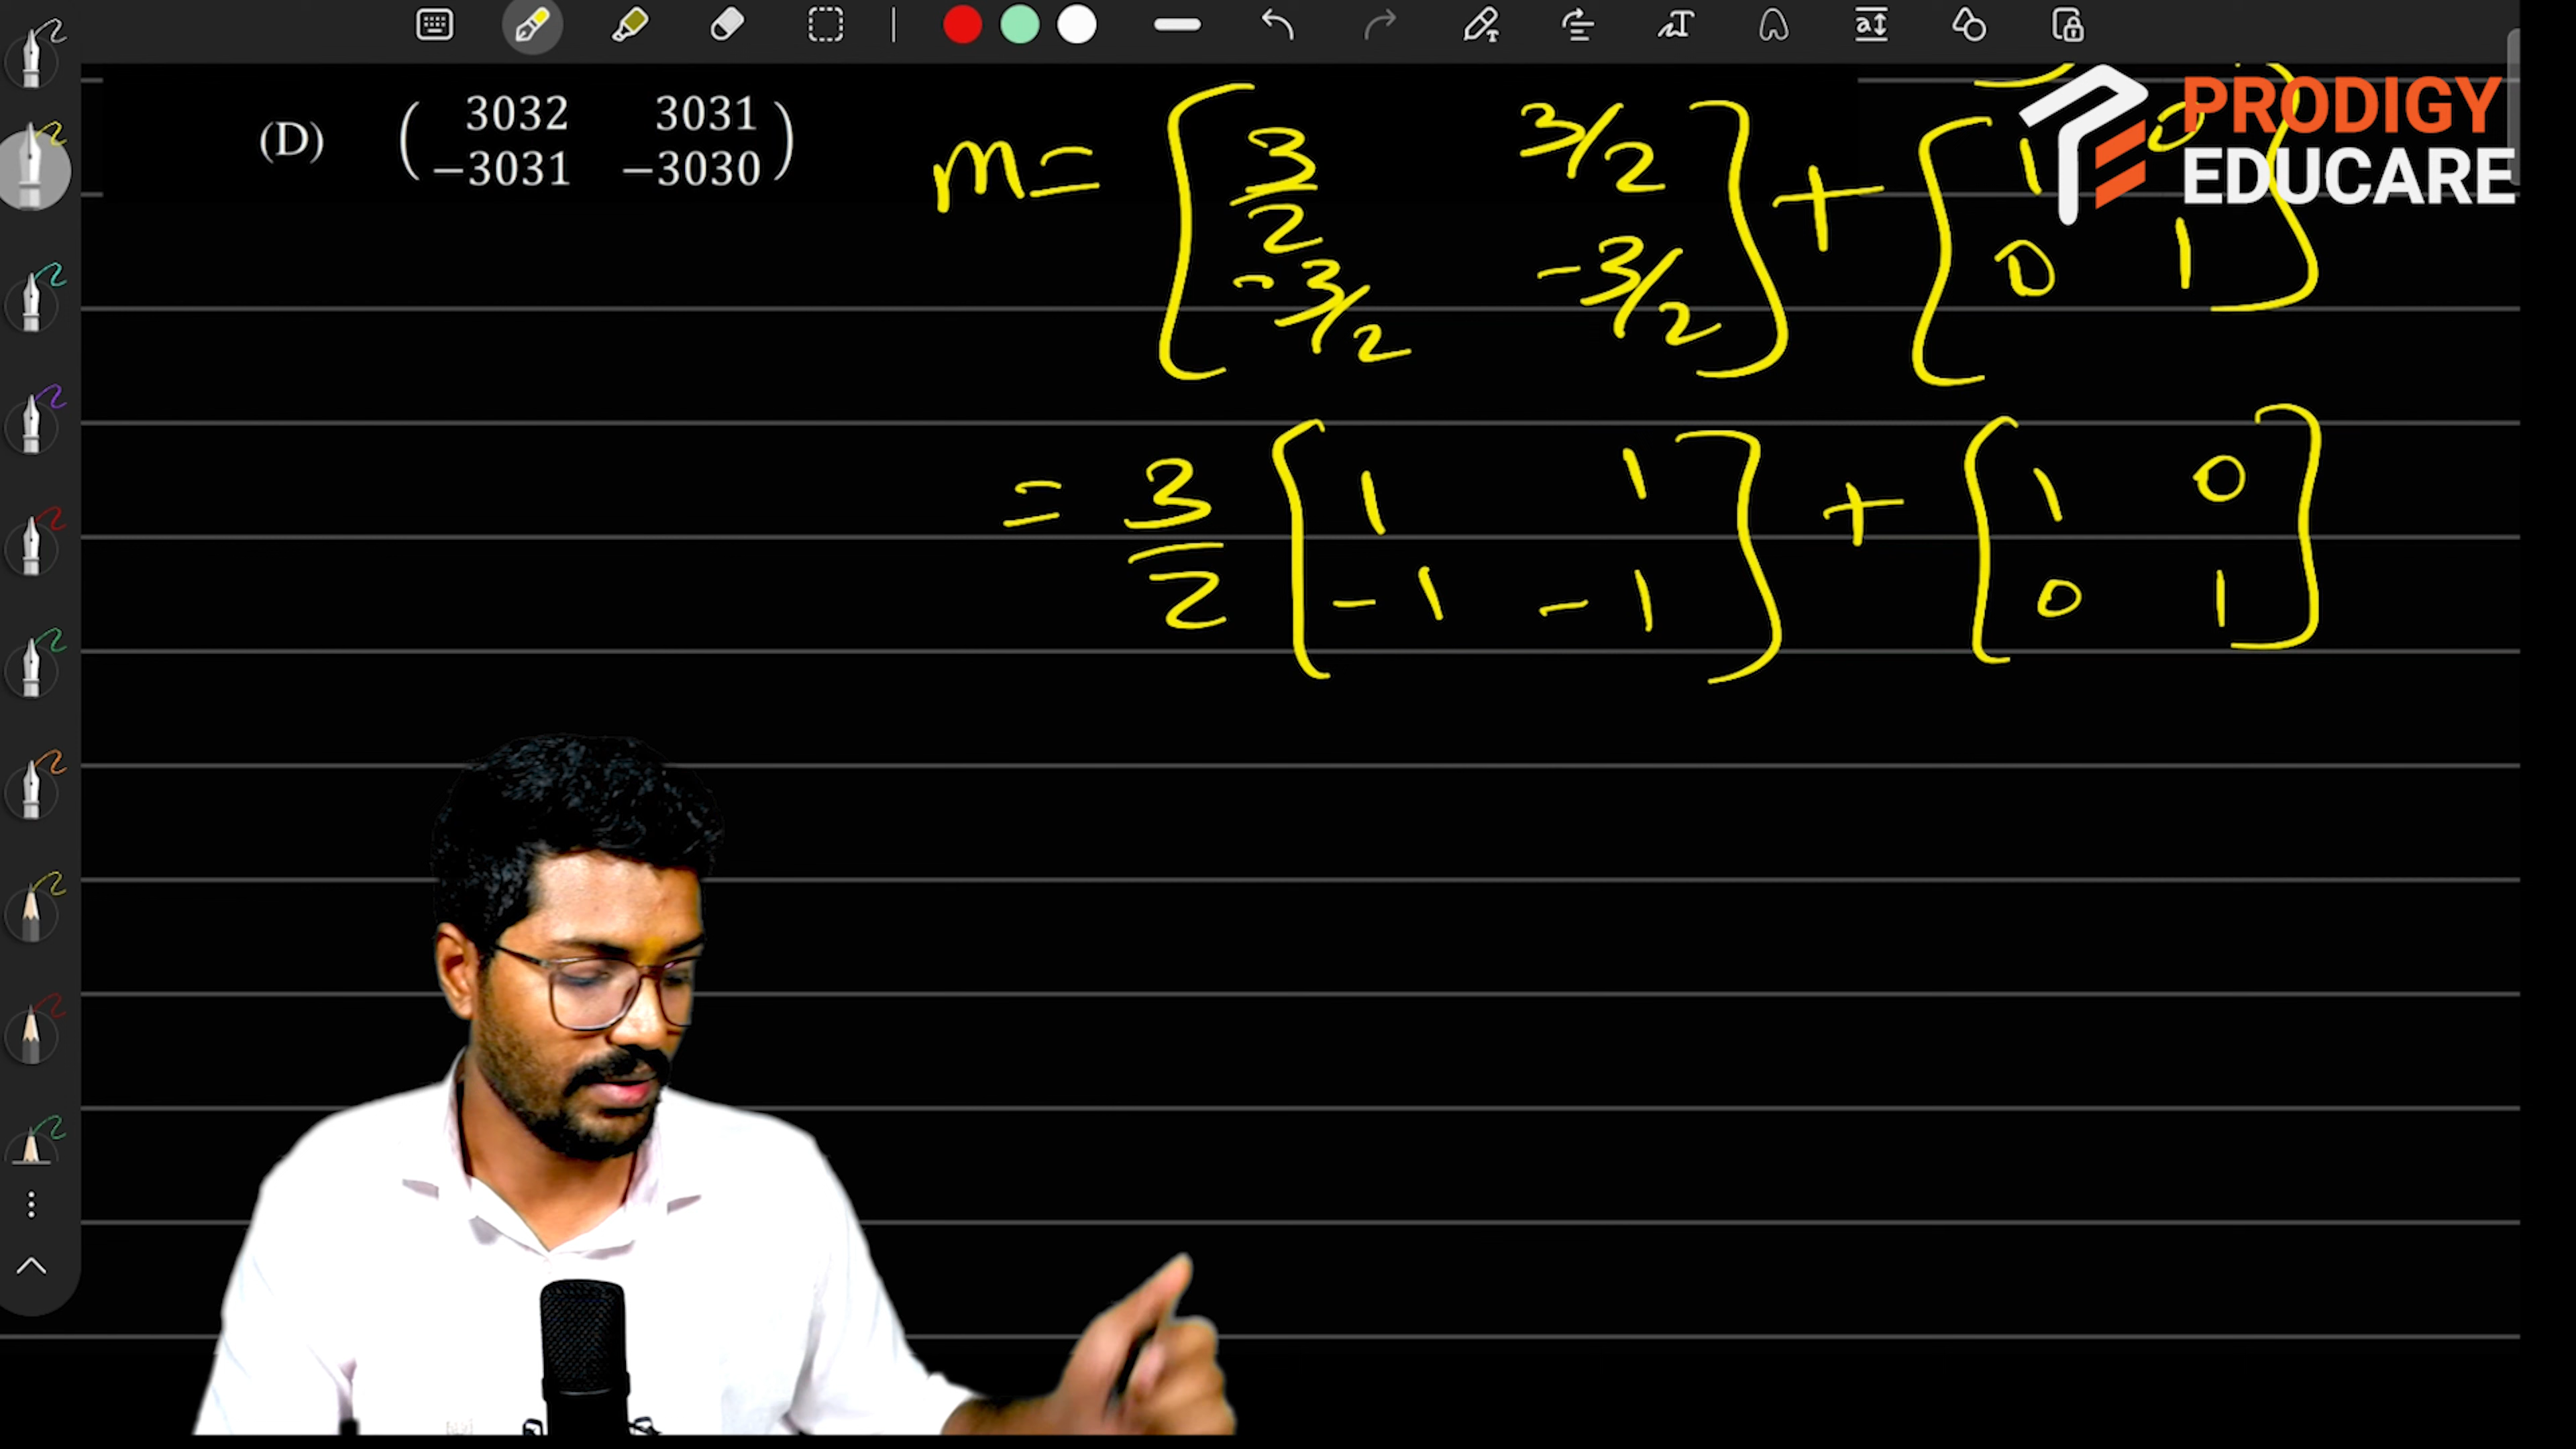 PRODIGY
EDUCARE
(D) ( 3032 3031
−3031 −3030 )
m = [ 3/2 3/2
-3/2 -3/2 ] + [ 1 0
0 1 ]
= 3/2 [ 1 1
-1 -1 ] + [ 1 0
0 1 ]